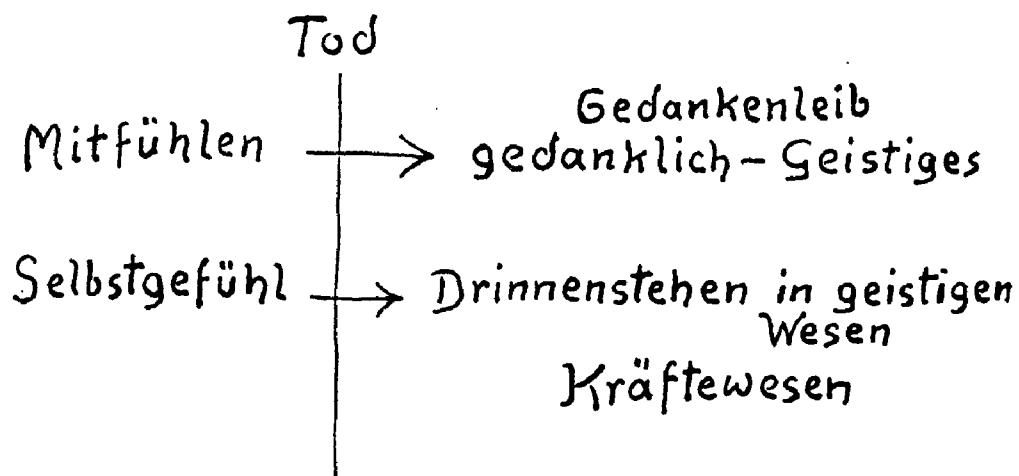 Tod
Gedankenleib
Mitfühlen gedanklich-Geistiges
Selbstgefühl Drinnenstehen in geistigen
Wesen
Kräftewesen